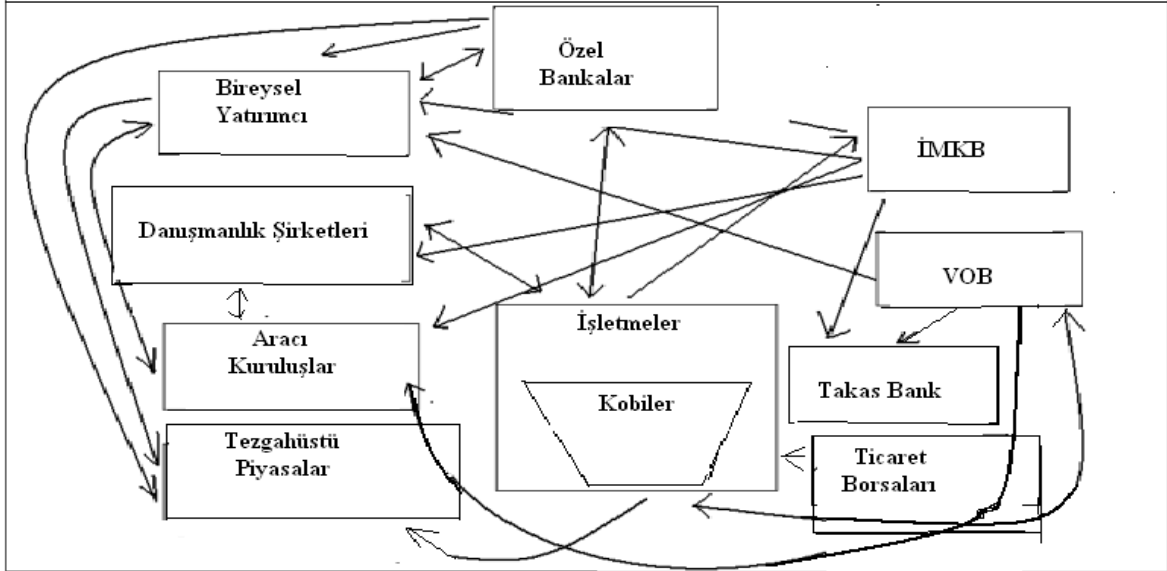 Özel
Bankalar
Bireysel
Yatırımcı
İMKB
Danışmanlık Şirketleri
VOB
Aracı
Kuruluşlar
İşletmeler
Kobiler
Takas Bank
Tezgahüstü
Piyasalar
Ticaret
Borsaları